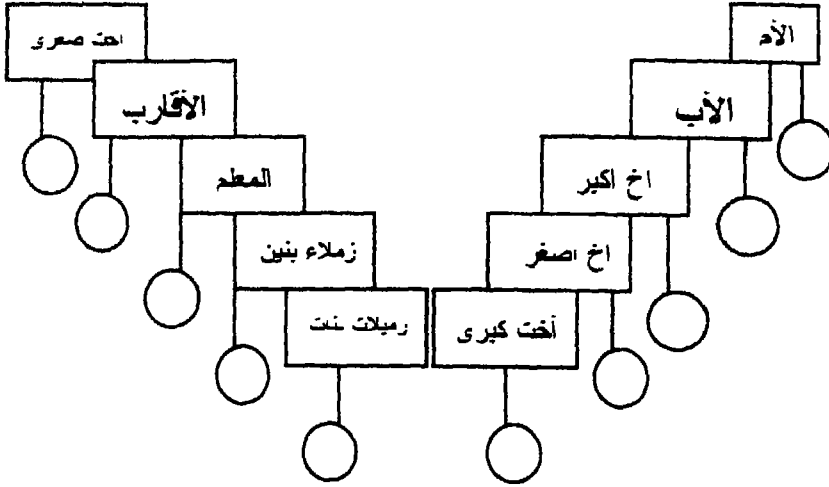 الأم
اخت صغرى
الأب
الأقارب
اخ اكبر
المعلم
اخ اصغر
زملاء بنين
أخت كبرى
زميلات بنات